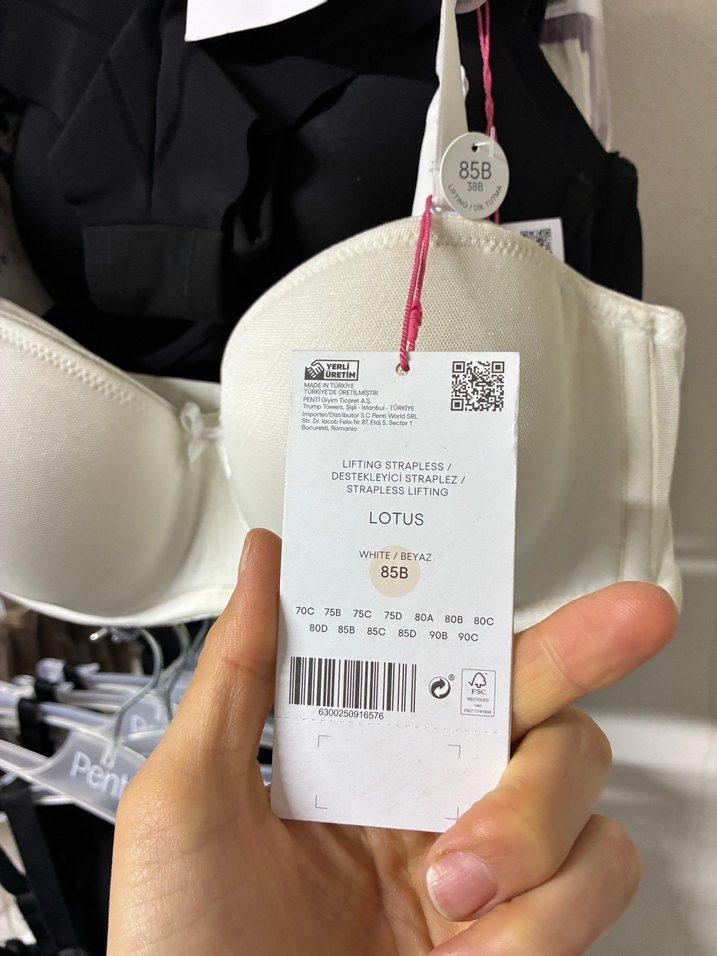 85B
38B
LIFTING / DİK TUTMA
YERLİ
ÜRETİM
MADE IN TÜRKİYE
TÜRKİYE'DE ÜRETİLMİŞTİR
PENTİ Giyim Ticaret A.Ş.
Trump Towers, Şişli - İstanbul - TÜRKİYE
Importer/Distributor S.C Penti World SRL
Str. Dr. Iacob Felix Nr 87, Etaj 5, Sector 1
Bucuresti, Romania
LIFTING STRAPLESS /
DESTEKLEYİCİ STRAPLEZ /
STRAPLESS LIFTING
LOTUS
WHITE / BEYAZ
85B
70C 75B 75C 75D 80A 80B 80C
80D 85B 85C 85D 90B 90C
6300250916576
®
FSC
RECYCLED
Penti